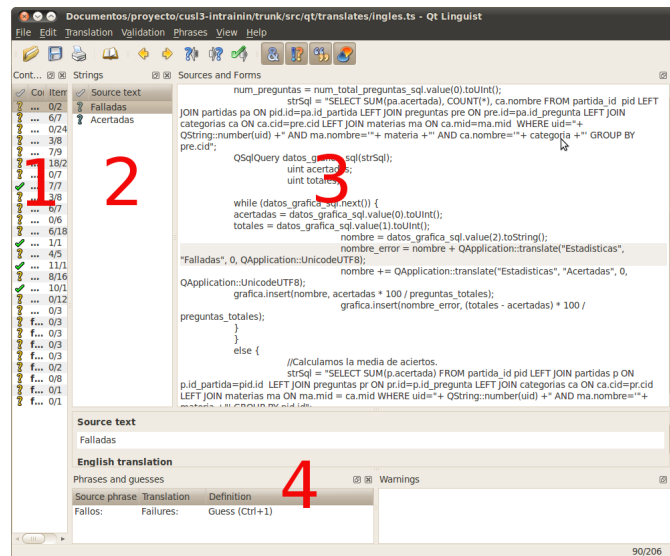 Documentos/proyecto/cusl3-intrainin/trunk/src/qt/translates/ingles.ts - Qt Linguist
File Edit Translation Validation Phrases View Help
Cont... Strings Sources and Forms
Item
0/2
... 6/7
... 0/24
... 3/8
... 7/9
18/2
... 0/7
7/7
3/8
6/7
... 0/6
... 6/18
... 1/1
... 4/5
... 11/1
... 8/16
... 10/1
... 0/12
... 0/3
f... 0/3
f... 0/3
f... 0/3
f... 0/3
f... 0/2
f... 0/8
f... 0/1
f... 0/1
1
Source text
Falladas
Acertadas
2
num_preguntas = num_total_preguntas_sql.value(0).toUInt();
strSql = "SELECT SUM(pa.acertada), COUNT(*), ca.nombre FROM partida_id pid LEFT
JOIN partidas pa ON pid.id=pa.id_partida LEFT JOIN preguntas pre ON pre.id=pa.id_pregunta LEFT JOIN
categorias ca ON ca.cid=pre.cid LEFT JOIN materias ma ON ca.mid=ma.mid WHERE uid="+
QString::number(uid) +" AND ma.nombre='"+ materia +"' AND ca.nombre='"+ categoria +"' GROUP BY
pre.cid";
QSqlQuery datos_grafica_sql(strSql);
uint acertadas;
uint totales;
3
while (datos_grafica_sql.next()) {
acertadas = datos_grafica_sql.value(0).toUInt();
totales = datos_grafica_sql.value(1).toUInt();
nombre = datos_grafica_sql.value(2).toString();
nombre_error = nombre + QApplication::translate("Estadisticas",
"Falladas", 0, QApplication::UnicodeUTF8);
nombre += QApplication::translate("Estadisticas", "Acertadas", 0,
QApplication::UnicodeUTF8);
grafica.insert(nombre, acertadas * 100 / preguntas_totales);
grafica.insert(nombre_error, (totales - acertadas) * 100 /
preguntas_totales);
}
}
else {
//Calculamos la media de aciertos.
strSql = "SELECT SUM(p.acertada) FROM partida_id pid LEFT JOIN partidas p ON
p.id_partida=pid.id LEFT JOIN preguntas pr ON pr.id=p.id_pregunta LEFT JOIN categorias ca ON ca.cid=pr.cid
LEFT JOIN materias ma ON ma.mid = ca.mid WHERE uid="+ QString::number(uid) +" AND ma.nombre='"+
materia +"' GROUP BY pid.id";
Source text
Falladas
English translation
4
Phrases and guesses Warnings
Source phrase Translation Definition
Fallos: Failures: Guess (Ctrl+1)
90/206